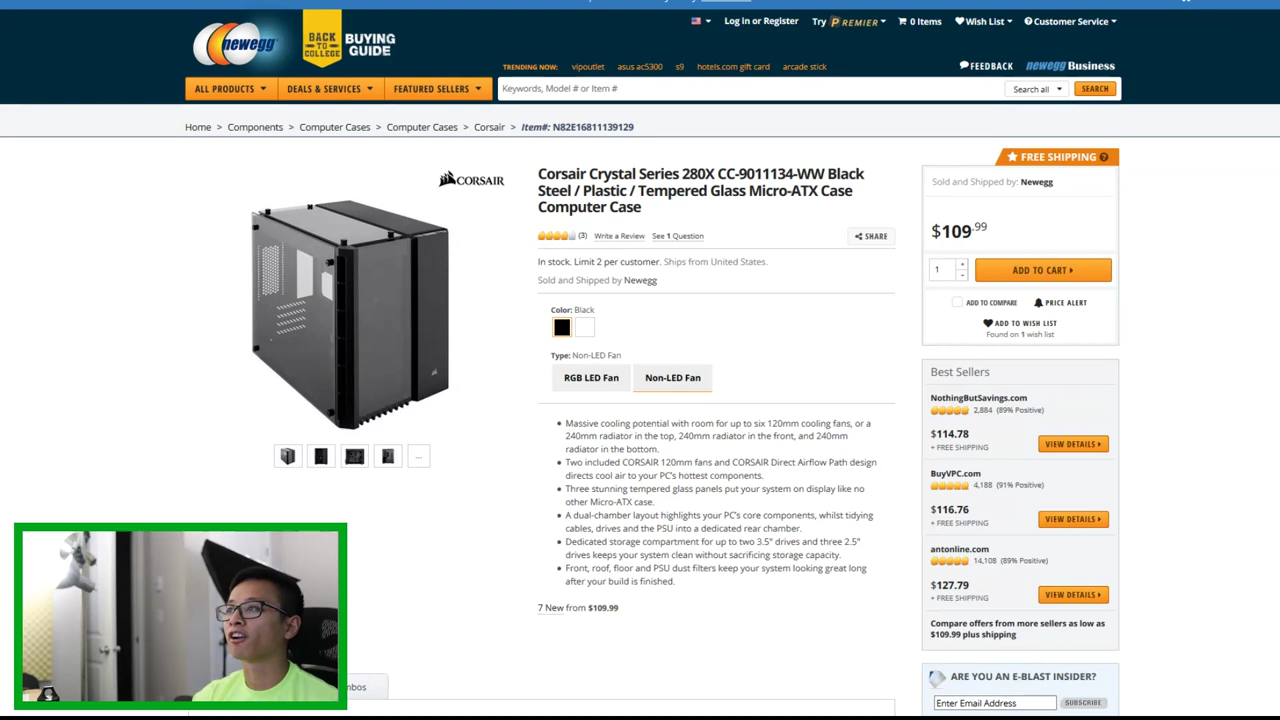 newegg
BACK TO COLLEGE
BUYING GUIDE
Log in or Register
Try PREMIER
0 Items
Wish List
Customer Service
TRENDING NOW: vipoutlet asus ac5300 s9 hotels.com gift card arcade stick
FEEDBACK
newegg Business
ALL PRODUCTS
DEALS & SERVICES
FEATURED SELLERS
Keywords, Model # or Item #
Search all
SEARCH
Home > Components > Computer Cases > Computer Cases > Corsair > Item#: N82E16811139129
CORSAIR
Corsair Crystal Series 280X CC-9011134-WW Black
Steel / Plastic / Tempered Glass Micro-ATX Case
Computer Case
(3) Write a Review See 1 Question
SHARE
In stock. Limit 2 per customer. Ships from United States.
Sold and Shipped by Newegg
Color: Black
Type: Non-LED Fan
RGB LED Fan
Non-LED Fan
Massive cooling potential with room for up to six 120mm cooling fans, or a
240mm radiator in the top, 240mm radiator in the front, and 240mm
radiator in the bottom.
Two included CORSAIR 120mm fans and CORSAIR Direct Airflow Path design
directs cool air to your PC's hottest components.
Three stunning tempered glass panels put your system on display like no
other Micro-ATX case.
A dual-chamber layout highlights your PC's core components, whilst tidying
cables, drives and the PSU into a dedicated rear chamber.
Dedicated storage compartment for up to two 3.5" drives and three 2.5"
drives keeps your system clean without sacrificing storage capacity.
Front, roof, floor and PSU dust filters keep your system looking great long
after your build is finished.
7 New from $109.99
FREE SHIPPING
Sold and Shipped by: Newegg
$109.99
1
ADD TO CART
ADD TO COMPARE
PRICE ALERT
ADD TO WISH LIST
Found on 1 wish list
Best Sellers
NothingButSavings.com
2,884 (89% Positive)
$114.78
+ FREE SHIPPING
VIEW DETAILS
BuyVPC.com
4,188 (91% Positive)
$116.76
+ FREE SHIPPING
VIEW DETAILS
antonline.com
14,108 (89% Positive)
$127.79
+ FREE SHIPPING
VIEW DETAILS
Compare offers from more sellers as low as
$109.99 plus shipping
ARE YOU AN E-BLAST INSIDER?
Enter Email Address
SUBSCRIBE